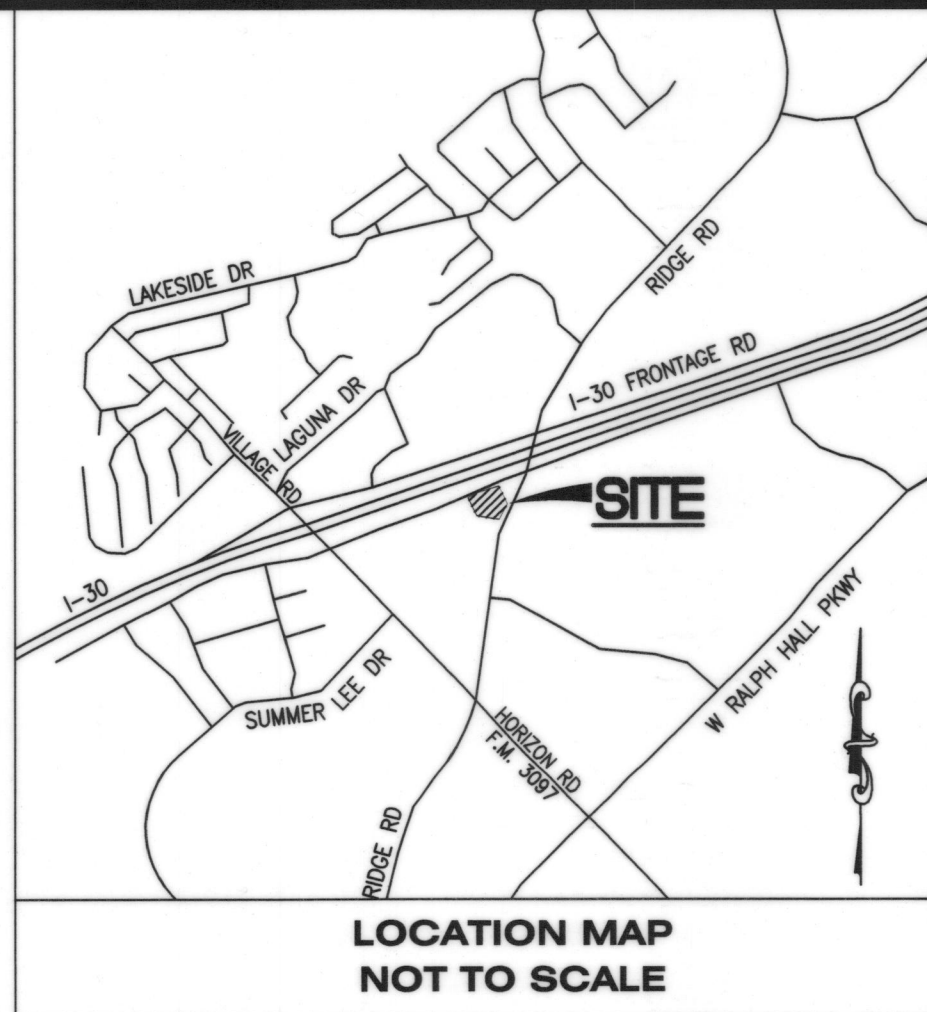 LAKESIDE DR
RIDGE RD
I-30 FRONTAGE RD
LAGUNA DR
VILLAGE RD
SITE
I-30
W RALPH HALL PKWY
SUMMER LEE DR
HORIZON RD
F.M. 3097
RIDGE RD
LOCATION MAP
NOT TO SCALE